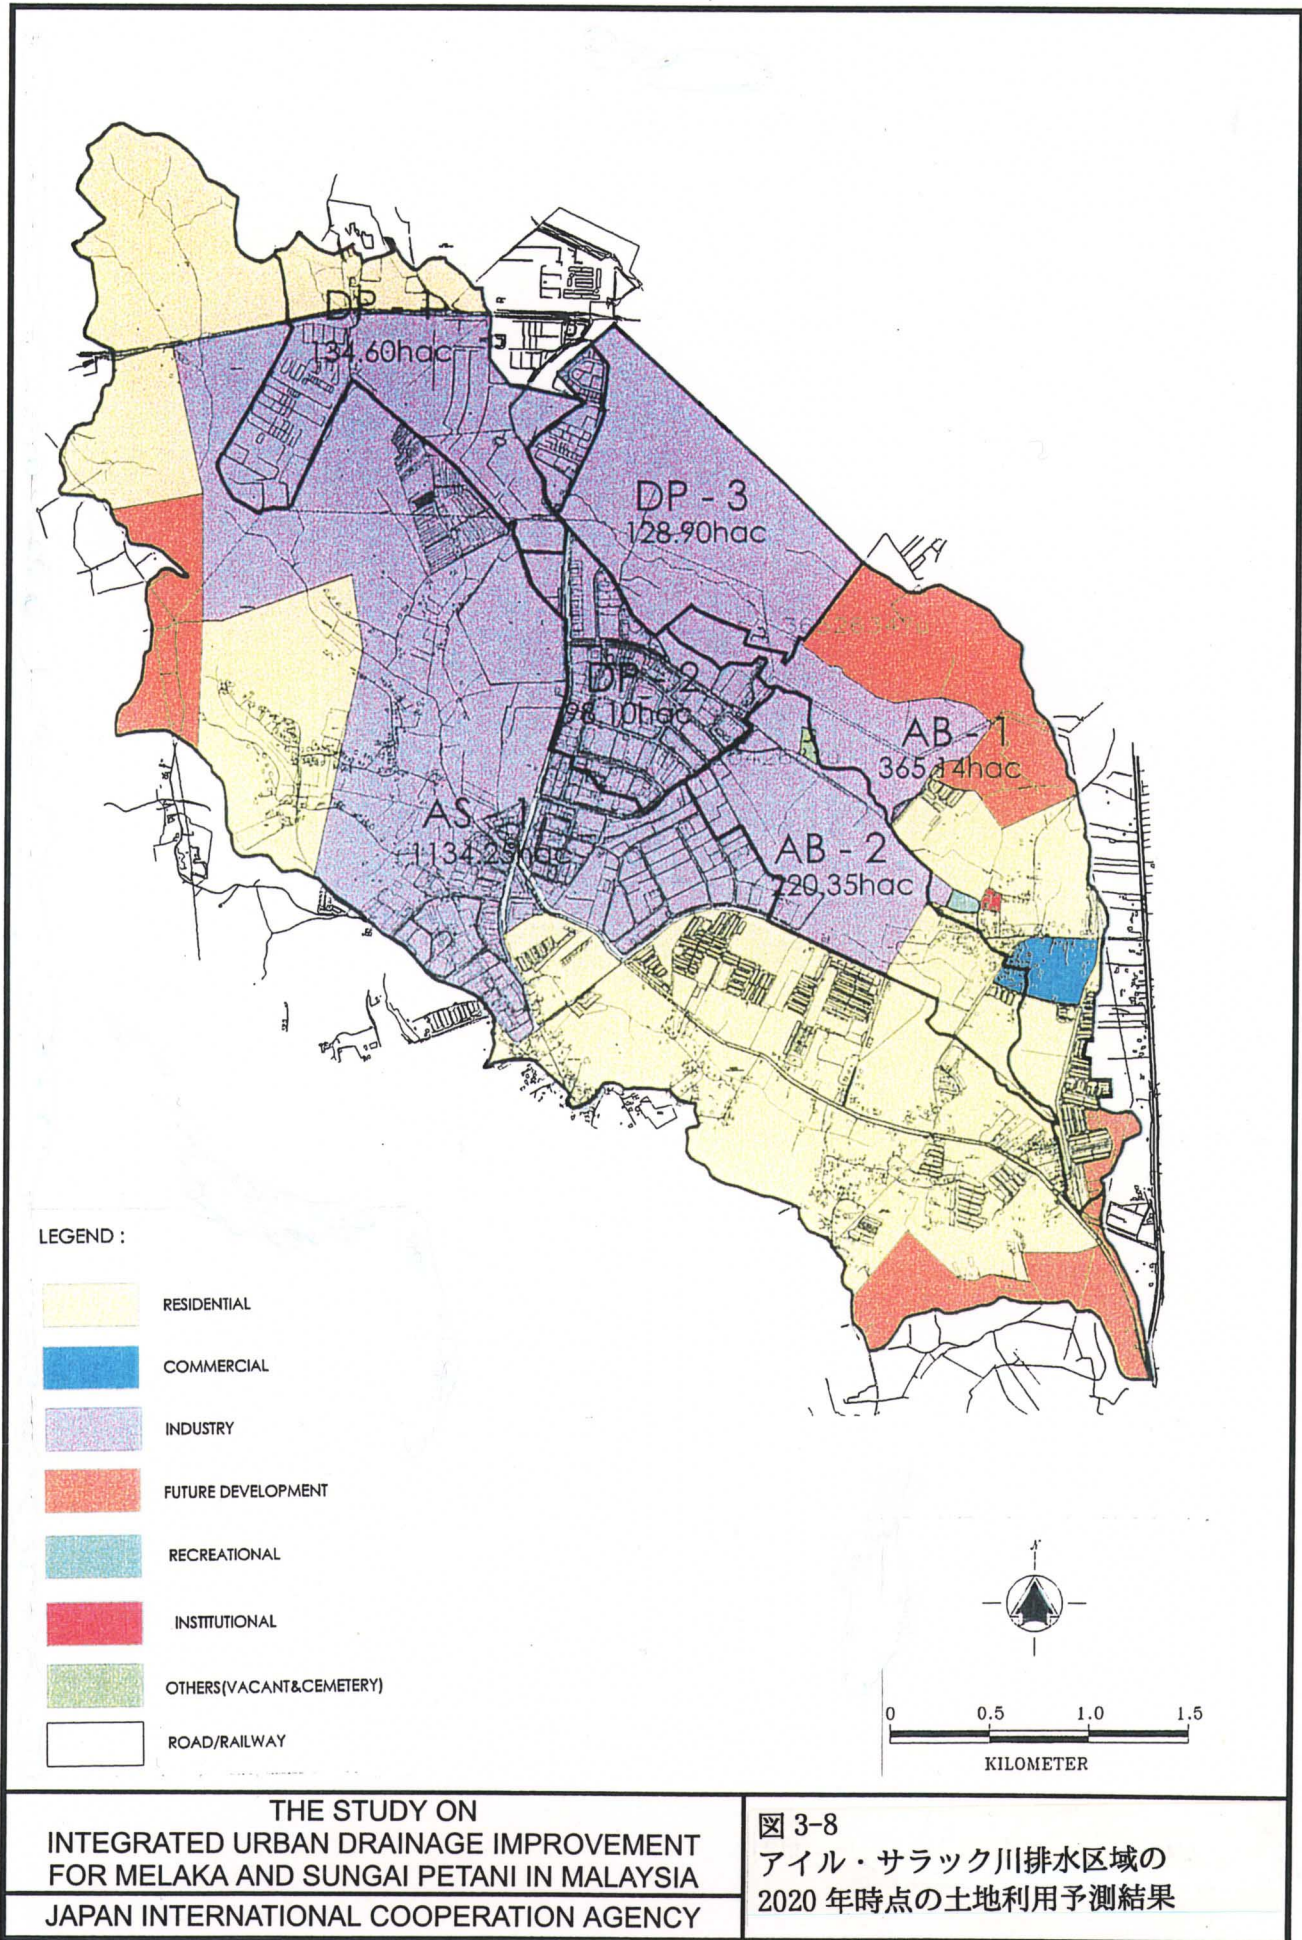 DP - 1
134.60hac
DP - 3
128.90hac
DP - 2
98.10hac
AB - 1
365.14hac
AS - 1
1134.25hac
AB - 2
220.35hac
LEGEND :
RESIDENTIAL
COMMERCIAL
INDUSTRY
FUTURE DEVELOPMENT
RECREATIONAL
INSTITUTIONAL
OTHERS(VACANT&CEMETERY)
ROAD/RAILWAY
N
0 0.5 1.0 1.5
KILOMETER
THE STUDY ON
INTEGRATED URBAN DRAINAGE IMPROVEMENT
FOR MELAKA AND SUNGAI PETANI IN MALAYSIA
JAPAN INTERNATIONAL COOPERATION AGENCY
図 3-8
アイル・サラック川排水区域の
2020 年時点の土地利用予測結果